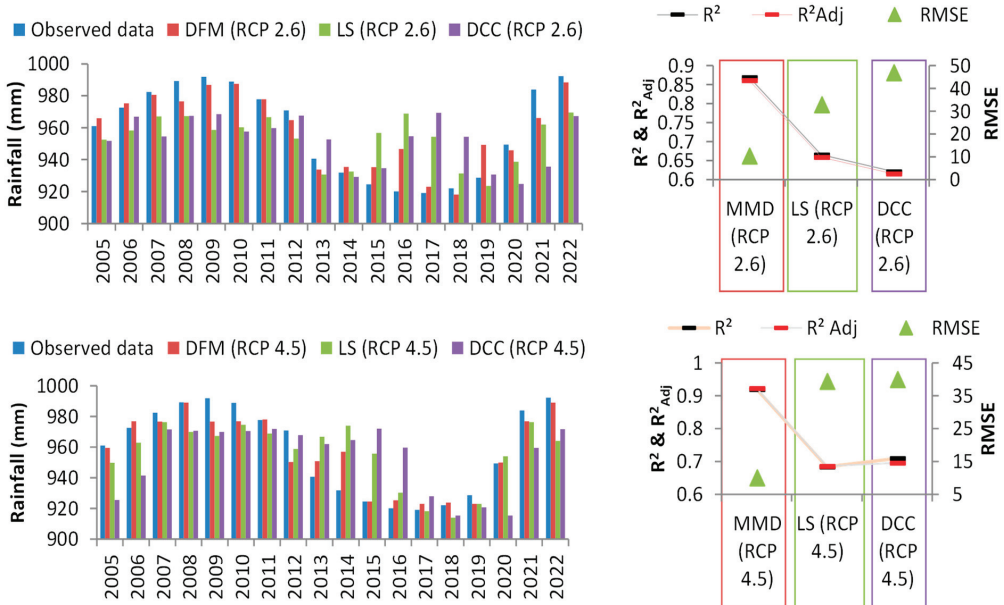 Observed data DFM (RCP 2.6) LS (RCP 2.6) DCC (RCP 2.6)
Rainfall (mm)
1000
980
960
940
920
900
2005 2006 2007 2008 2009 2010 2011 2012 2013 2014 2015 2016 2017 2018 2019 2020 2021 2022
R² R²Adj RMSE
R² & R²Adj
0.9
0.85
0.8
0.75
0.7
0.65
0.6
50
40
30
20
10
0
RMSE
MMD
(RCP
2.6)
LS (RCP
2.6)
DCC
(RCP
2.6)
Observed data DFM (RCP 4.5) LS (RCP 4.5) DCC (RCP 4.5)
Rainfall (mm)
1000
980
960
940
920
900
2005 2006 2007 2008 2009 2010 2011 2012 2013 2014 2015 2016 2017 2018 2019 2020 2021 2022
R² R² Adj RMSE
R² & R²Adj
1
0.9
0.8
0.7
0.6
45
35
25
15
5
RMSE
MMD
(RCP
4.5)
LS (RCP
4.5)
DCC
(RCP
4.5)